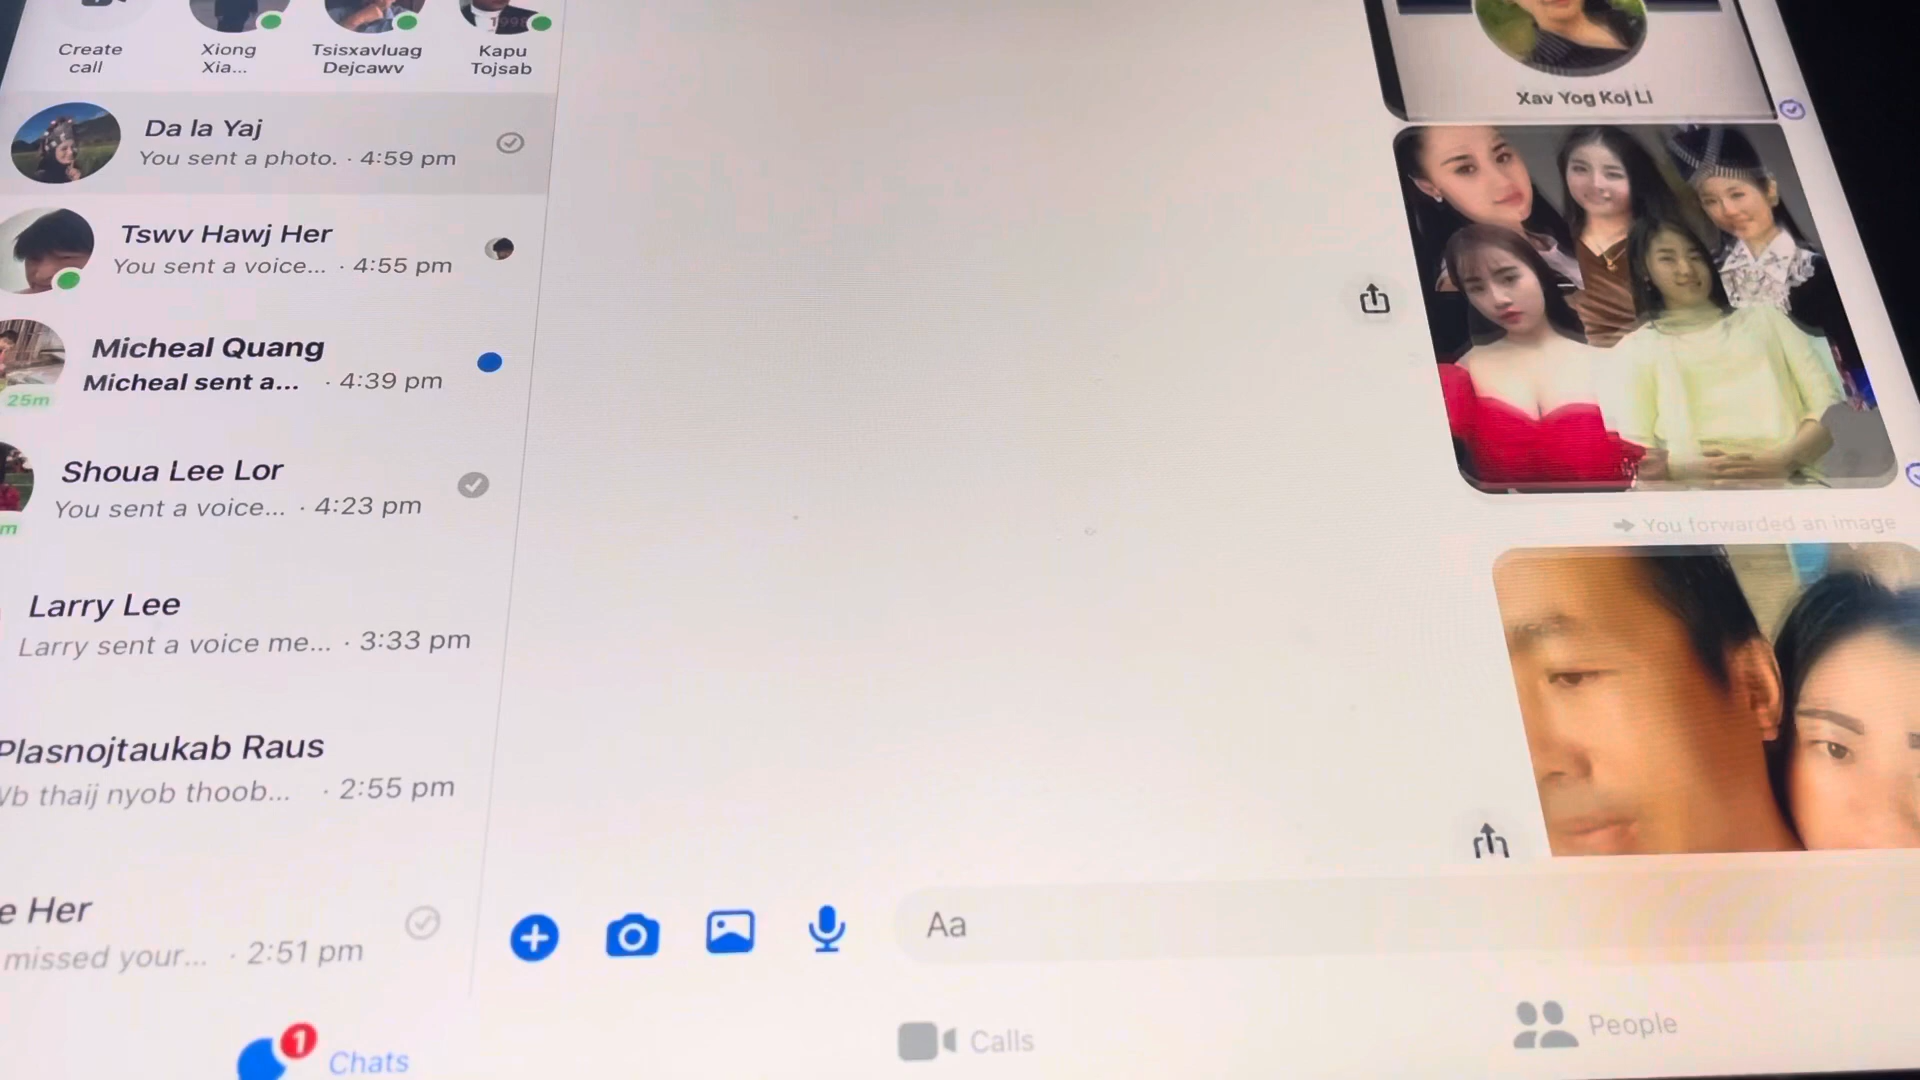 Create
call
Xiong
Xia...
Tsisxavluag
Dejcawv
1998
Kapu
Tojsab
Da la Yaj
You sent a photo. · 4:59 pm
Tswv Hawj Her
You sent a voice... · 4:55 pm
Micheal Quang
Micheal sent a... · 4:39 pm
25m
Shoua Lee Lor
You sent a voice... · 4:23 pm
m
Larry Lee
Larry sent a voice me... · 3:33 pm
Plasnojtaukab Raus
thaij nyob thoob... · 2:55 pm
e Her
missed your... · 2:51 pm
1
Chats
Xav Yog Koj Li
You forwarded an image
Aa
Calls
People